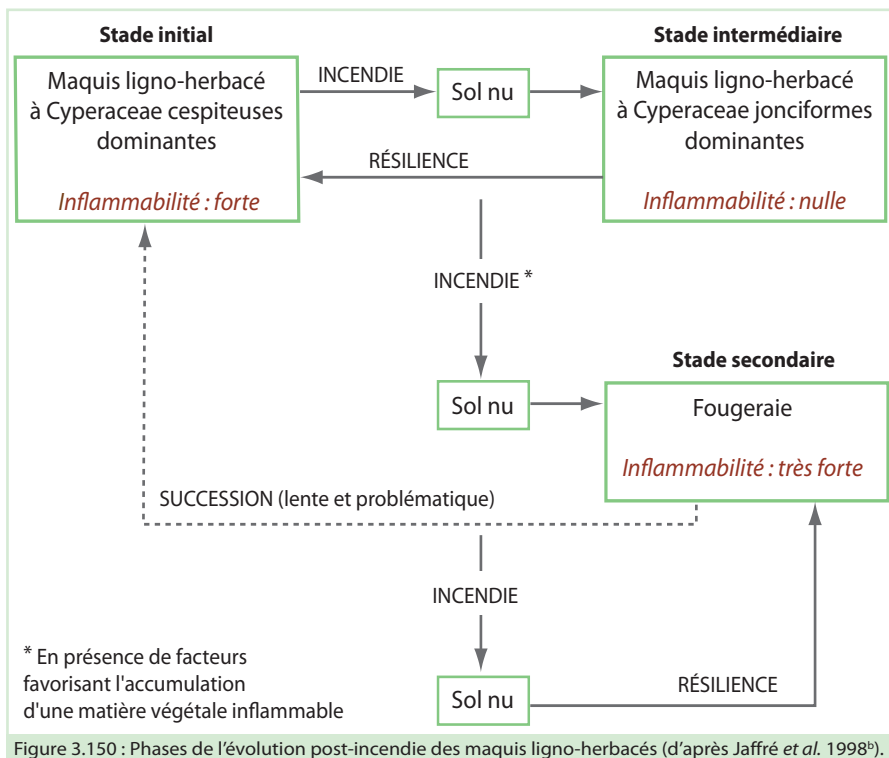 Stade initial
Maquis ligno-herbacé
à Cyperaceae cespiteuses
dominantes
Inflammabilité : forte
INCENDIE
Sol nu
Stade intermédiaire
Maquis ligno-herbacé
à Cyperaceae jonciformes
dominantes
Inflammabilité : nulle
RÉSILIENCE
INCENDIE *
Sol nu
Stade secondaire
Fougeraie
Inflammabilité : très forte
SUCCESSION (lente et problématique)
INCENDIE
Sol nu
RÉSILIENCE
* En présence de facteurs
favorisant l'accumulation
d'une matière végétale inflammable
Figure 3.150 : Phases de l’évolution post-incendie des maquis ligno-herbacés (d’après Jaffré et al. 1998ᵇ).